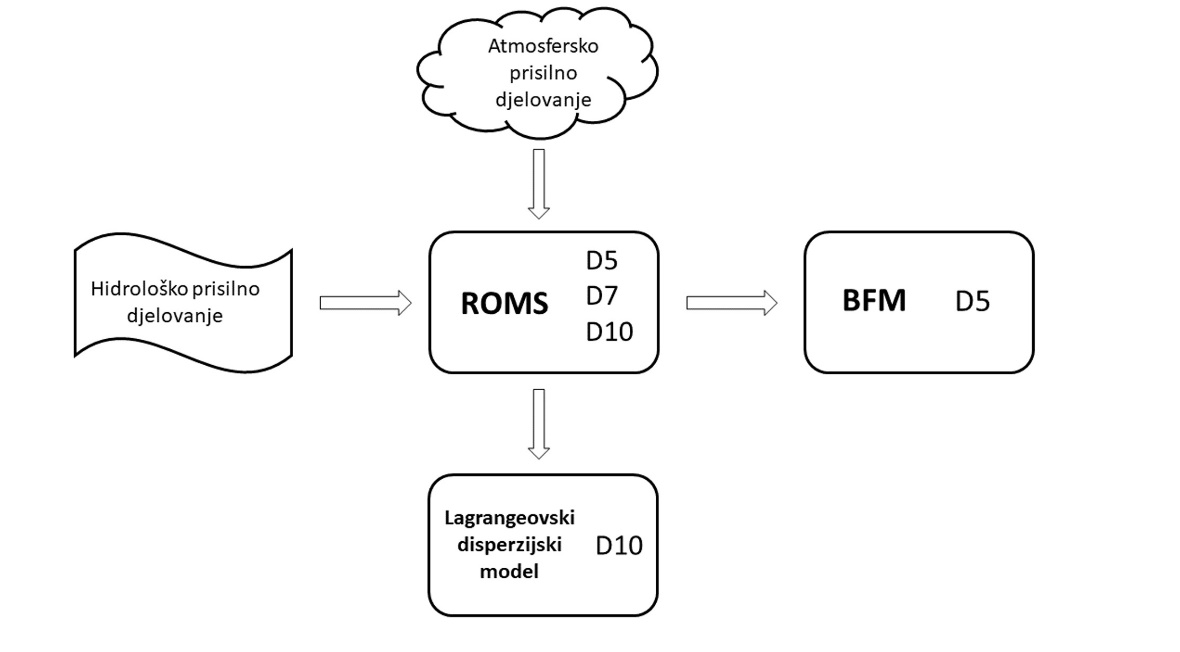 Atmosfersko
prisilno
djelovanje
Hidrološko prisilno
djelovanje
ROMS
D5
D7
D10
BFM D5
Lagrangeovski
disperzijski
model
D10